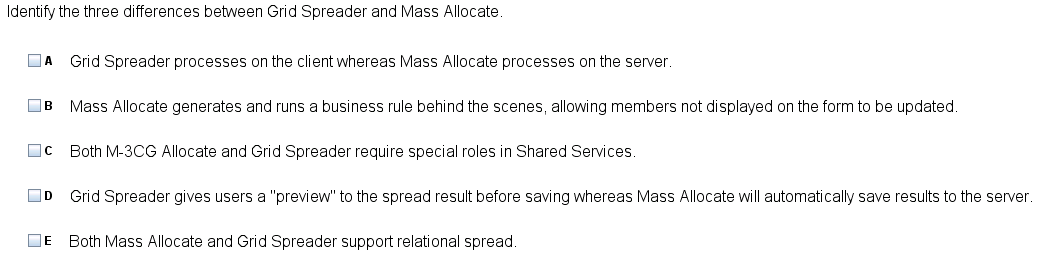 Identify the three differences between Grid Spreader and Mass Allocate.
A Grid Spreader processes on the client whereas Mass Allocate processes on the server.
B Mass Allocate generates and runs a business rule behind the scenes, allowing members not displayed on the form to be updated.
C Both M-3CG Allocate and Grid Spreader require special roles in Shared Services.
D Grid Spreader gives users a "preview" to the spread result before saving whereas Mass Allocate will automatically save results to the server.
E Both Mass Allocate and Grid Spreader support relational spread.